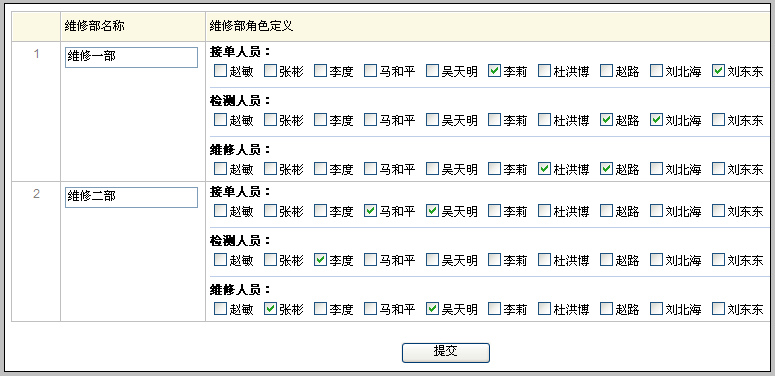 维修部名称 维修部角色定义
1 维修一部 接单人员：
赵敏 张彬 李度 马和平 吴天明 李莉 杜洪博 赵路 刘北海 刘东东
检测人员：
赵敏 张彬 李度 马和平 吴天明 李莉 杜洪博 赵路 刘北海 刘东东
维修人员：
赵敏 张彬 李度 马和平 吴天明 李莉 杜洪博 赵路 刘北海 刘东东
2 维修二部 接单人员：
赵敏 张彬 李度 马和平 吴天明 李莉 杜洪博 赵路 刘北海 刘东东
检测人员：
赵敏 张彬 李度 马和平 吴天明 李莉 杜洪博 赵路 刘北海 刘东东
维修人员：
赵敏 张彬 李度 马和平 吴天明 李莉 杜洪博 赵路 刘北海 刘东东
提交